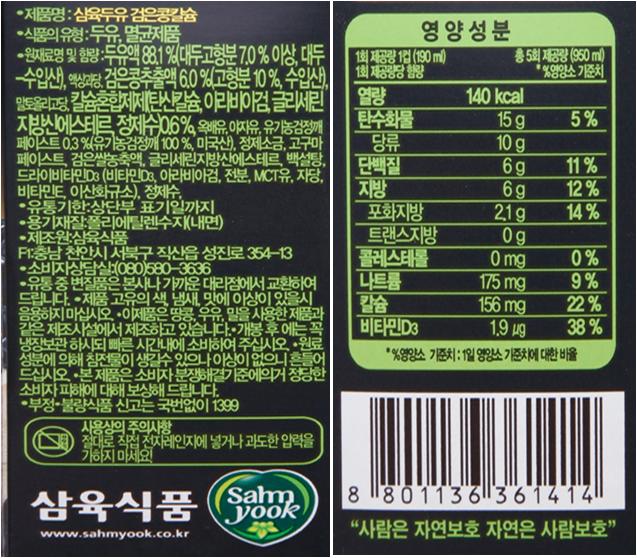 •제품명 : 삼육두유 검은콩칼슘
•식품의 유형 : 두유, 멸균제품
•원재료명 및 함량 : 두유액 88.1 %(대두고형분 7.0 % 이상, 대두
-수입산), 액상과당, 검은콩추출액 6.0 %(고형분 10 %, 수입산),
말토올리고당, 칼슘혼합제제(탄산칼슘, 아라비아검, 글리세린
지방산에스테르, 정제수)0.6%, 옥배유, 야자유, 유기농검정깨
페이스트 0.3 %(유기농검정깨 100 %, 미국산), 정제소금, 고구마
페이스트, 검은쌀농축액, 글리세린지방산에스테르, 백설탕,
드라이비타민D₃ (비타민D₃, 아라비아검, 전분, MCT유, 자당,
비타민E, 이산화규소), 정제수.
•유통기한:상단부 표기일까지
•용기재질:폴리에틸렌수지(내면)
•제조원:삼육식품
F1:충남 천안시 서북구 직산읍 성진로 354-13
•소비자상담실:(080)580-3636
•유통 중 변질품은 본사나 가까운 대리점에서 교환하여
드립니다. •제품 고유의 색, 냄새, 맛에 이상이 있을시
음용하지 마십시오. •이제품은 땅콩, 우유, 밀을 사용한 제품과
같은 제조시설에서 제조하고 있습니다.•개봉 후 에는 꼭
냉장보관 하시되 빠른 시간내에 소비하여 주십시오. •원료
성분에 의해 침전물이 생길수 있으나 이상이 없으니 흔들어
드십시오. •본 제품은 소비자 분쟁해결기준에의거 정당한
소비자 피해에 대해 보상해 드립니다.
•부정·불량식품 신고는 국번없이 1399
사용상의 주의사항
절대로 직접 전자레인지에 넣거나 과도한 압력을
가하지 마세요!
삼육식품
www.sahmyook.co.kr
Sahm
yook
영양성분
1회 제공량 1컵 (190 ml) 총 5회 제공량 (950 ml)
1회 제공량당 함량 *%영양소 기준치
열량 140 kcal
탄수화물 15 g 5 %
당류 10 g
단백질 6 g 11 %
지방 6 g 12 %
포화지방 2.1 g 14 %
트랜스지방 0 g
콜레스테롤 0 mg 0 %
나트륨 175 mg 9 %
칼슘 156 mg 22 %
비타민D₃ 1.9 ㎍ 38 %
*%영양소 기준치 : 1일 영양소 기준치에 대한 비율
8 801136 361414
“사람은 자연보호 자연은 사람보호”